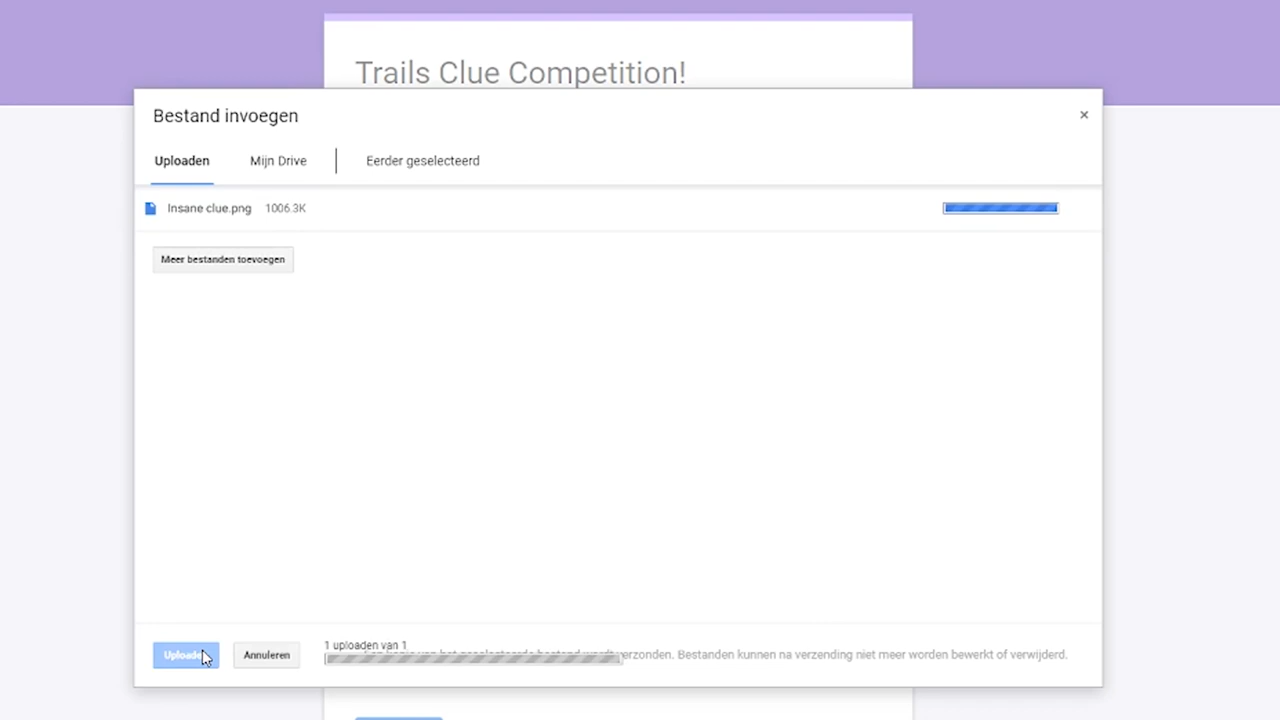 Trails Clue Competition!
Bestand invoegen
×
Uploaden
Mijn Drive
Eerder geselecteerd
Insane clue.png 1006.3K
Meer bestanden toevoegen
Annuleren
1 uploaden van 1
verzonden. Bestanden kunnen na verzending niet meer worden bewerkt of verwijderd.